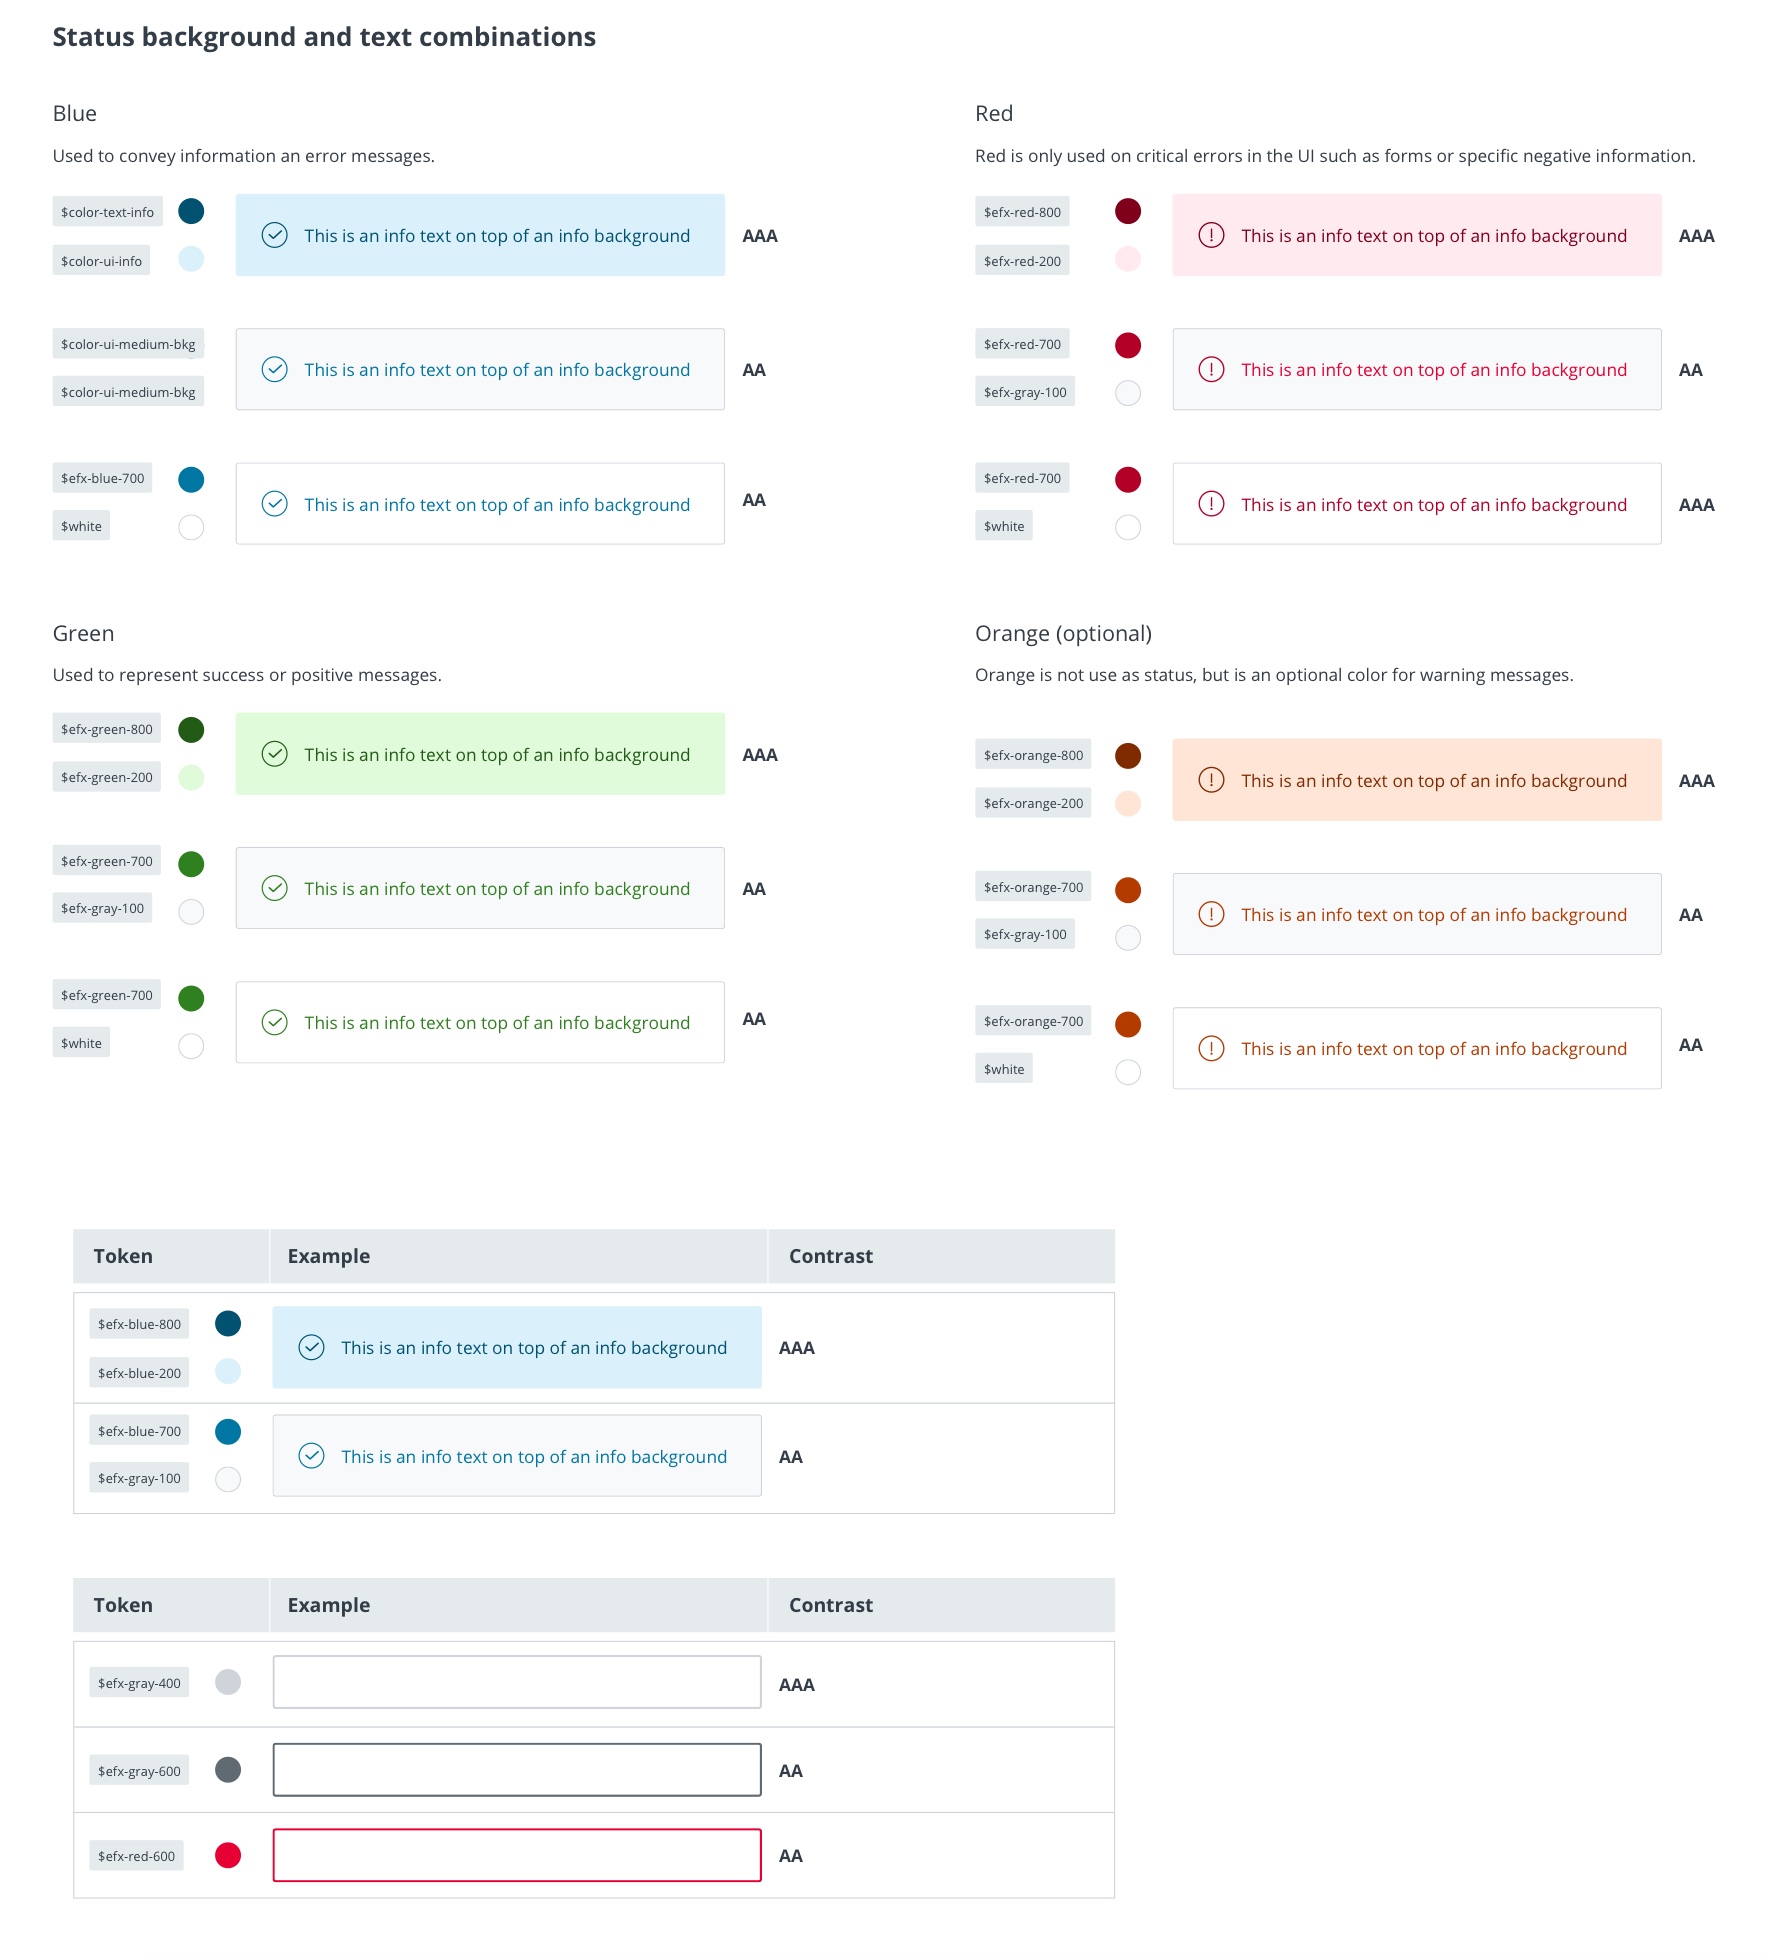 Status background and text combinations
Blue
Used to convey information an error messages.
$color-text-info
$color-ui-info
This is an info text on top of an info background
AAA
$color-ui-medium-bkg
$color-ui-medium-bkg
This is an info text on top of an info background
AA
$efx-blue-700
$white
This is an info text on top of an info background
AA
Red
Red is only used on critical errors in the UI such as forms or specific negative information.
$efx-red-800
$efx-red-200
This is an info text on top of an info background
AAA
$efx-red-700
$efx-gray-100
This is an info text on top of an info background
AA
$efx-red-700
$white
This is an info text on top of an info background
AAA
Green
Used to represent success or positive messages.
$efx-green-800
$efx-green-200
This is an info text on top of an info background
AAA
$efx-green-700
$efx-gray-100
This is an info text on top of an info background
AA
$efx-green-700
$white
This is an info text on top of an info background
AA
Orange (optional)
Orange is not use as status, but is an optional color for warning messages.
$efx-orange-800
$efx-orange-200
This is an info text on top of an info background
AAA
$efx-orange-700
$efx-gray-100
This is an info text on top of an info background
AA
$efx-orange-700
$white
This is an info text on top of an info background
AA
Token Example Contrast
$efx-blue-800
$efx-blue-200
This is an info text on top of an info background
AAA
$efx-blue-700
$efx-gray-100
This is an info text on top of an info background
AA
Token Example Contrast
$efx-gray-400
AAA
$efx-gray-600
AA
$efx-red-600
AA